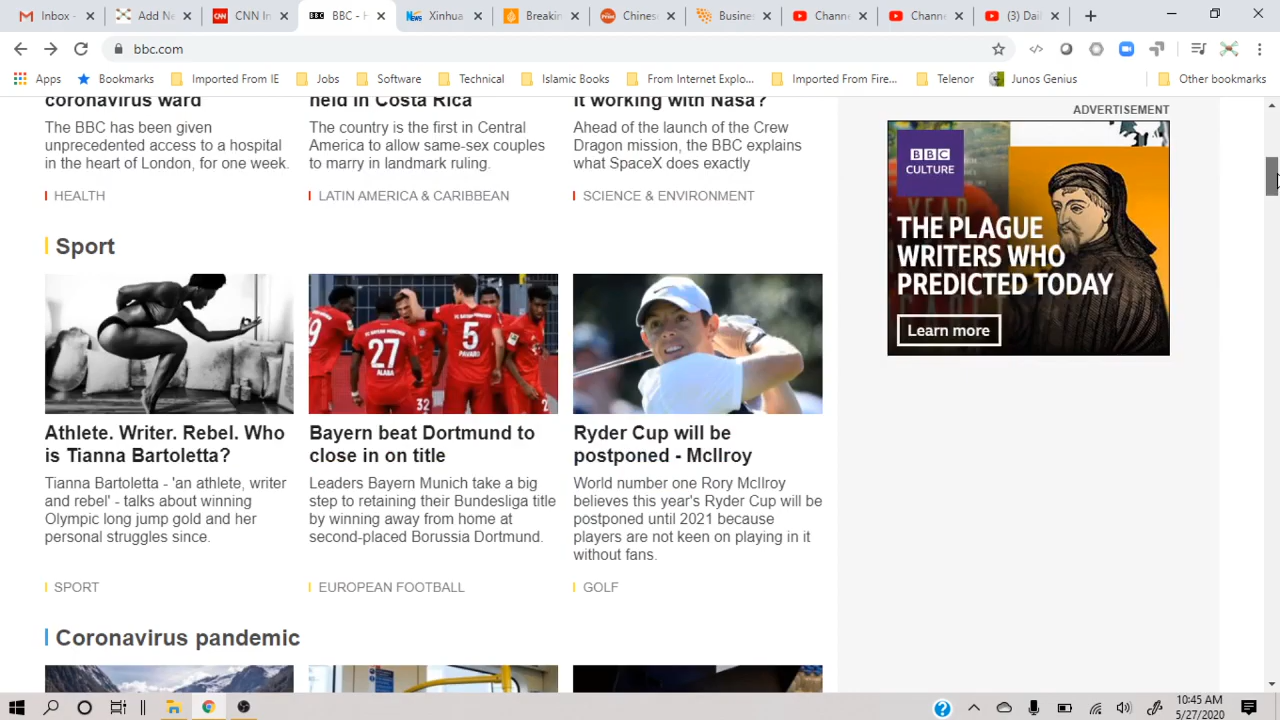 Inbox -
Add Ne
CNN In
BBC - H
Xinhua
Breakin
Chines
Busine
Chann
Chann
(3) Dai
bbc.com
Apps
Bookmarks
Imported From IE
Jobs
Software
Technical
Islamic Books
From Internet Explo...
Imported From Fire...
Telenor
Junos Genius
Other bookmarks
coronavirus ward
The BBC has been given
unprecedented access to a hospital
in the heart of London, for one week.
HEALTH
held in Costa Rica
The country is the first in Central
America to allow same-sex couples
to marry in landmark ruling.
LATIN AMERICA & CARIBBEAN
it working with Nasa?
Ahead of the launch of the Crew
Dragon mission, the BBC explains
what SpaceX does exactly
SCIENCE & ENVIRONMENT
ADVERTISEMENT
BBC
CULTURE
YEAR
THE PLAGUE
WRITERS WHO
PREDICTED TODAY
Learn more
Sport
27
ALABA
32
5
PAVARD
2
Athlete. Writer. Rebel. Who
is Tianna Bartoletta?
Tianna Bartoletta - 'an athlete, writer
and rebel' - talks about winning
Olympic long jump gold and her
personal struggles since.
SPORT
Bayern beat Dortmund to
close in on title
Leaders Bayern Munich take a big
step to retaining their Bundesliga title
by winning away from home at
second-placed Borussia Dortmund.
EUROPEAN FOOTBALL
Ryder Cup will be
postponed - McIlroy
World number one Rory McIlroy
believes this year's Ryder Cup will be
postponed until 2021 because
players are not keen on playing in it
without fans.
GOLF
Coronavirus pandemic
10:45 AM
5/27/2020